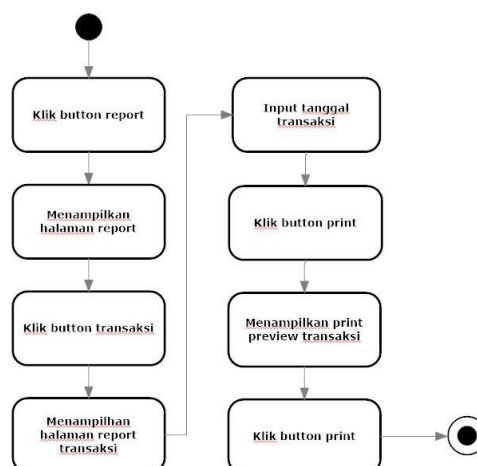 Klik button report
Menampilkan
halaman report
Klik button transaksi
Menampilhan
halaman report
transaksi
Input tanggal
transaksi
Klik button print
Menampilkan print
preview transaksi
Klik button print